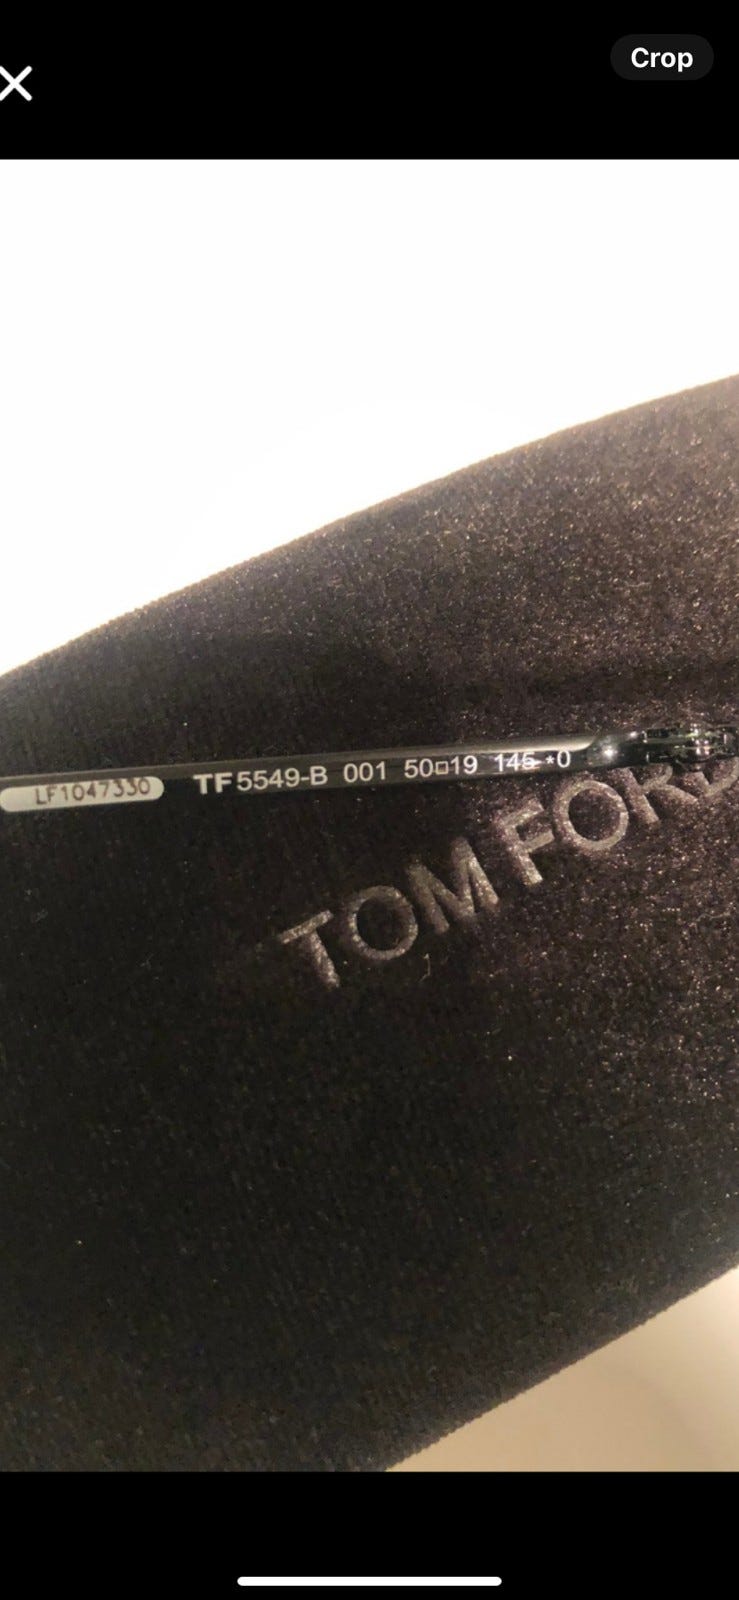 Crop
LF1047330 TF5549-B 001 50□19 145 *0
TOM FORD